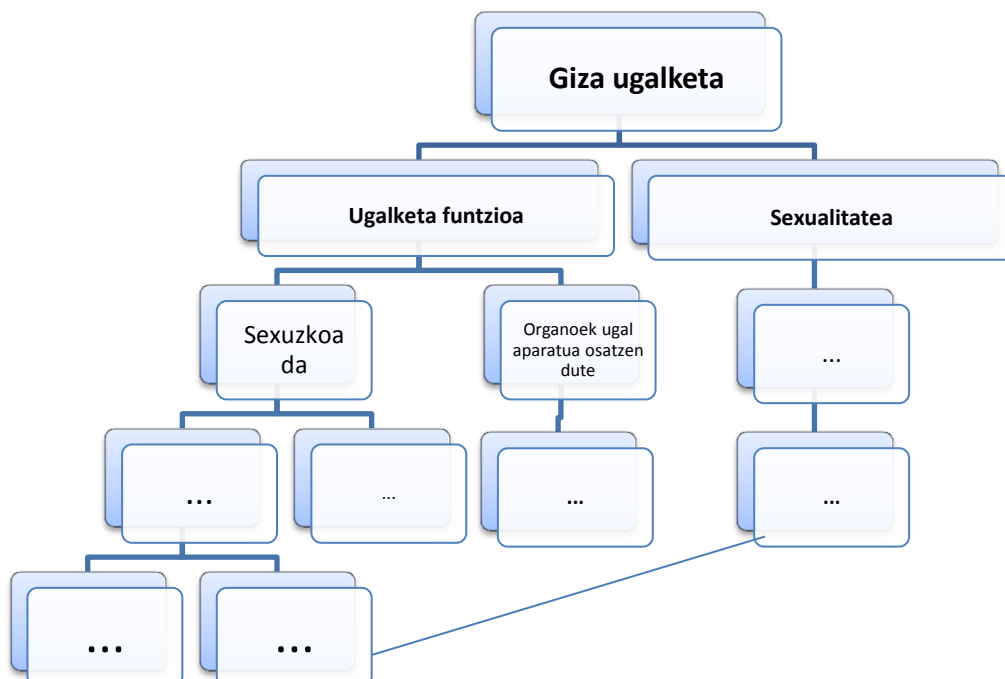 Giza ugalketa
Ugalketa funtzioa
Sexualitatea
Sexuzkoa
da
Organoek ugal
aparatua osatzen
dute
...
...
...
...
...
...
...